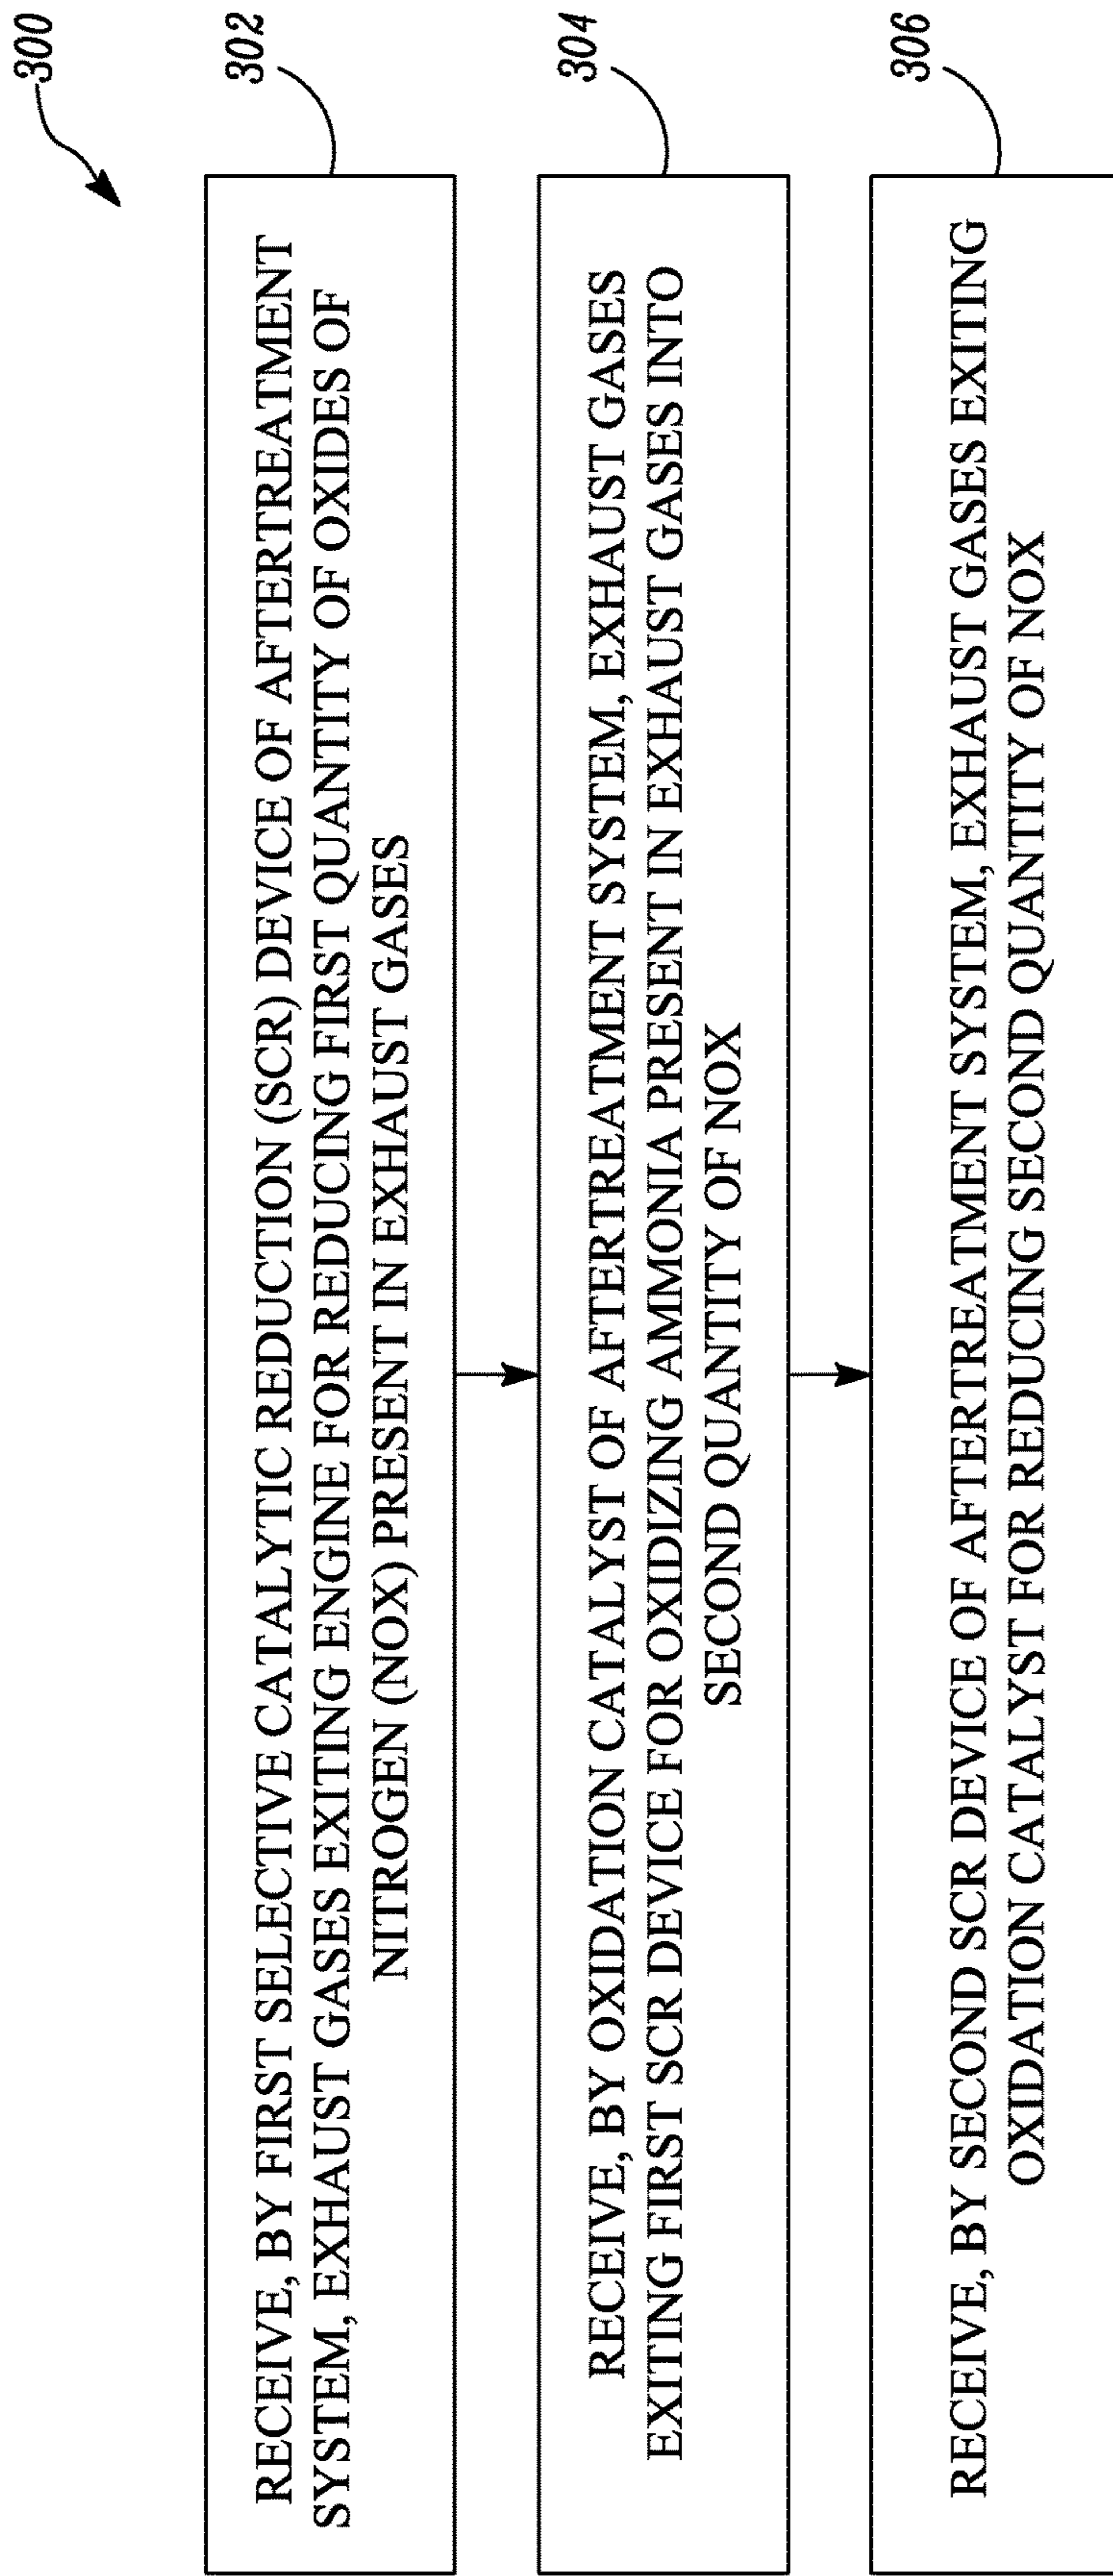 300
302
RECEIVE, BY FIRST SELECTIVE CATALYTIC REDUCTION (SCR) DEVICE OF AFTERTREATMENT
SYSTEM, EXHAUST GASES EXITING ENGINE FOR REDUCING FIRST QUANTITY OF OXIDES OF
NITROGEN (NOX) PRESENT IN EXHAUST GASES
304
RECEIVE, BY OXIDATION CATALYST OF AFTERTREATMENT SYSTEM, EXHAUST GASES
EXITING FIRST SCR DEVICE FOR OXIDIZING AMMONIA PRESENT IN EXHAUST GASES INTO
SECOND QUANTITY OF NOX
306
RECEIVE, BY SECOND SCR DEVICE OF AFTERTREATMENT SYSTEM, EXHAUST GASES EXITING
OXIDATION CATALYST FOR REDUCING SECOND QUANTITY OF NOX